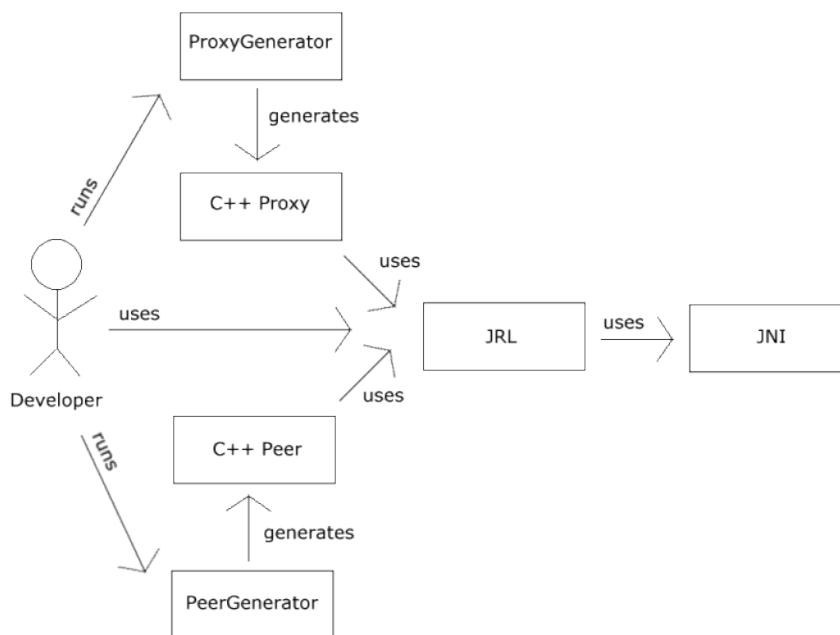 ProxyGenerator
generates
runs
C++ Proxy
uses
uses
JRL
uses
JNI
uses
Developer
C++ Peer
runs
generates
PeerGenerator